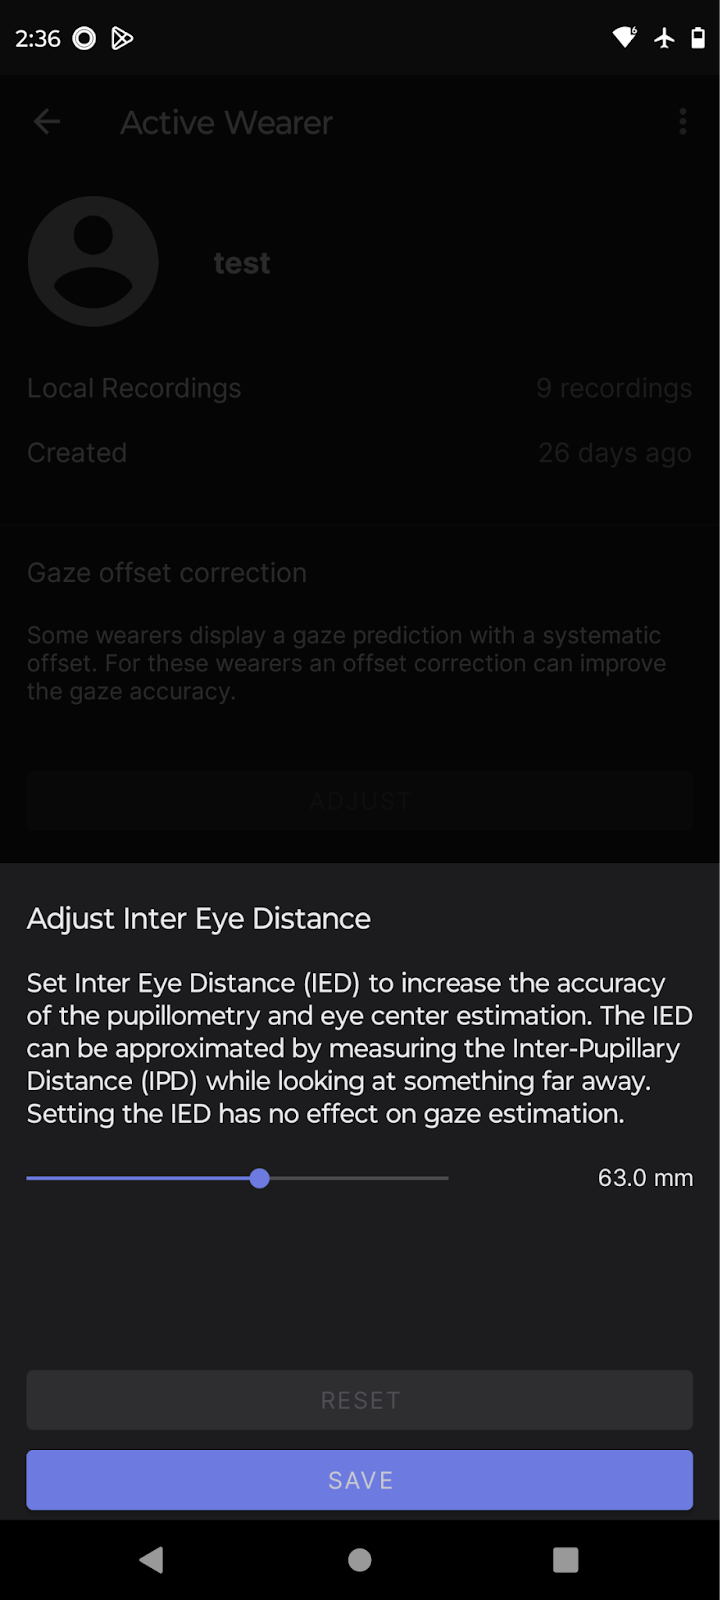 2:36
Active Wearer
test
Local Recordings 9 recordings
Created 26 days ago
Gaze offset correction
Some wearers display a gaze prediction with a systematic
offset. For these wearers an offset correction can improve
the gaze accuracy.
ADJUST
Adjust Inter Eye Distance
Set Inter Eye Distance (IED) to increase the accuracy
of the pupillometry and eye center estimation. The IED
can be approximated by measuring the Inter-Pupillary
Distance (IPD) while looking at something far away.
Setting the IED has no effect on gaze estimation.
63.0 mm
RESET
SAVE